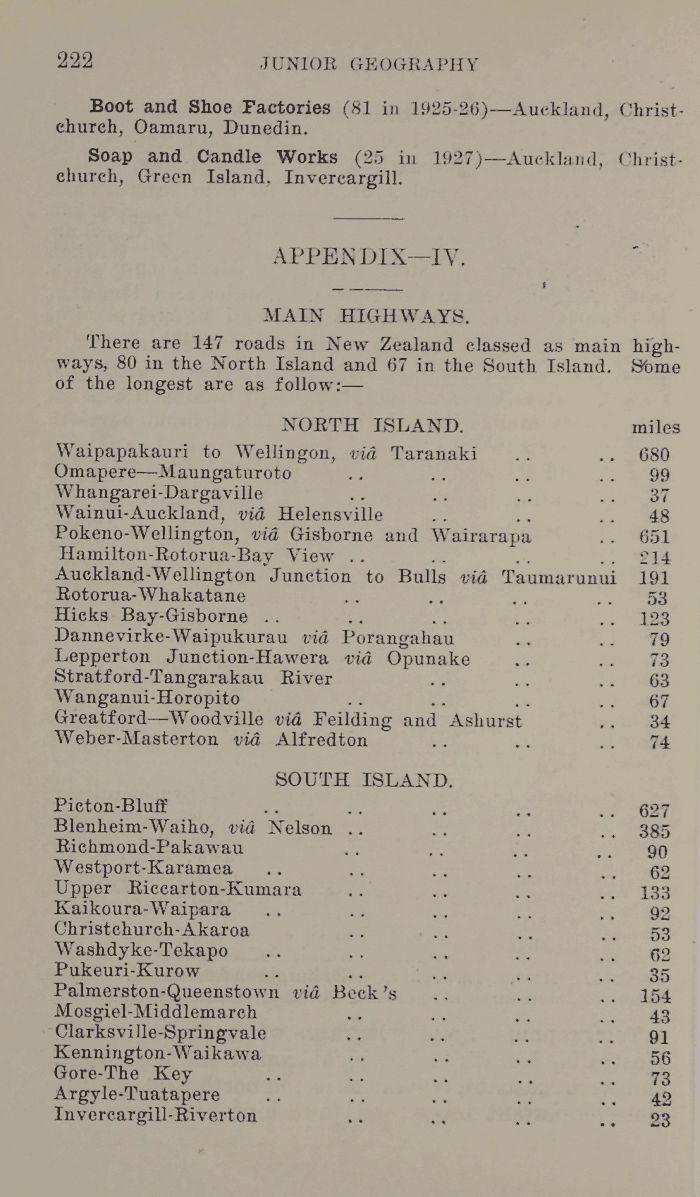 222 JUNIOR GEOGRAPHY
Boot and Shoe Factories (81 in 1925-26)—Auckland, Christ-
church, Oamaru, Dunedin.
Soap and Candle Works (25 in 1927)—Auckland, Christ-
church, Green Island, Invercargill.
APPENDIX—IV.
MAIN HIGHWAYS.
There are 147 roads in New Zealand classed as main high-
ways, 80 in the North Island and 67 in the South Island. Some
of the longest are as follow:—
NORTH ISLAND. miles
Waipapakauri to Wellingon, viâ Taranaki .. .. 680
Omapere—Maungaturoto .. .. .. .. 99
Whangarei-Dargaville .. .. .. .. 37
Wainui-Auckland, viâ Helensville .. .. .. 48
Pokeno-Wellington, viâ Gisborne and Wairarapa .. 651
Hamilton-Rotorua-Bay View .. .. .. .. 214
Auckland-Wellington Junction to Bulls viâ Taumarunui 191
Rotorua-Whakatane .. .. .. .. 53
Hicks Bay-Gisborne .. .. .. .. .. 123
Dannevirke-Waipukurau viâ Porangahau .. .. 79
Lepperton Junction-Hawera viâ Opunake .. .. 73
Stratford-Tangarakau River .. .. .. 63
Wanganui-Horopito .. .. .. .. 67
Greatford—Woodville viâ Feilding and Ashurst .. 34
Weber-Masterton viâ Alfredton .. .. .. 74
SOUTH ISLAND.
Picton-Bluff .. .. .. .. .. 627
Blenheim-Waiho, viâ Nelson .. .. .. .. 385
Richmond-Pakawau .. .. .. .. 90
Westport-Karamea .. .. .. .. .. 62
Upper Riccarton-Kumara .. .. .. .. 133
Kaikoura-Waipara .. .. .. .. .. 92
Christchurch-Akaroa .. .. .. .. 53
Washdyke-Tekapo .. .. .. .. .. 62
Pukeuri-Kurow .. .. .. .. .. 35
Palmerston-Queenstown viâ Beck's .. .. .. 154
Mosgiel-Middlemarch .. .. .. .. 43
Clarksville-Springvale .. .. .. .. 91
Kennington-Waikawa .. .. .. .. 56
Gore-The Key .. .. .. .. .. 73
Argyle-Tuatapere .. .. .. .. .. 42
Invercargill-Riverton .. .. .. .. 23